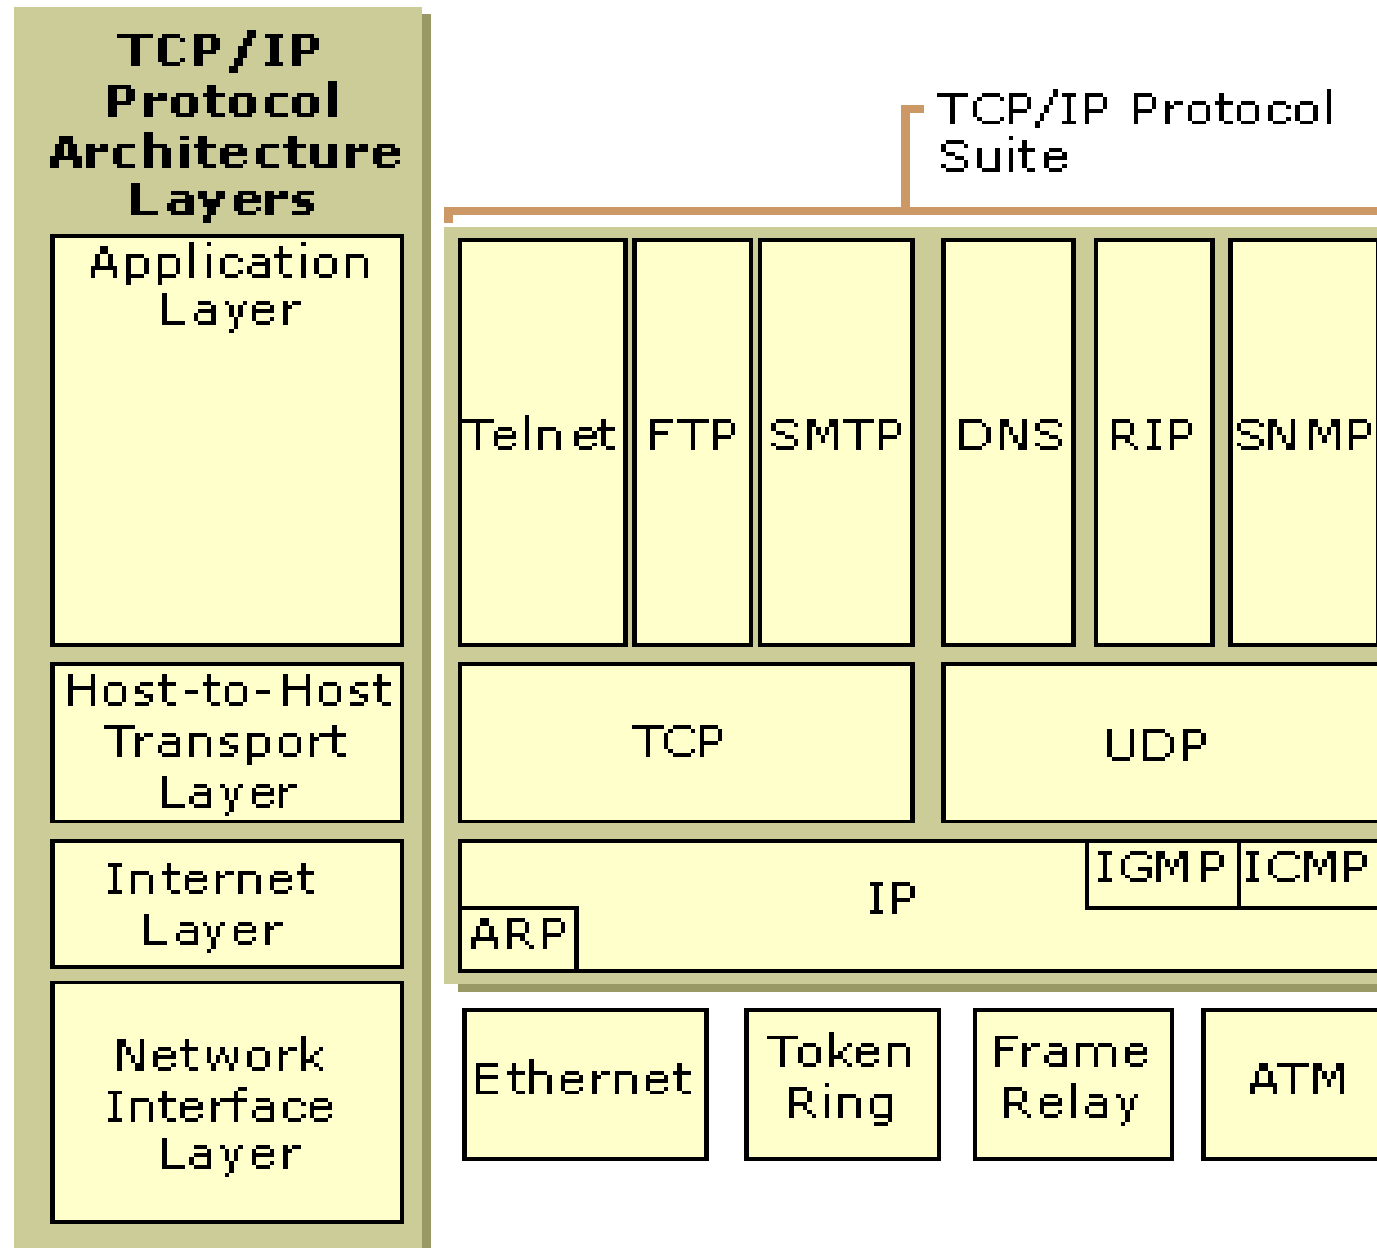 TCP/IP
Protocol
Architecture
Layers
TCP/IP Protocol
Suite
Application
Layer
Telnet FTP SMTP DNS RIP SNMP
Host-to-Host
Transport
Layer
TCP UDP
Internet
Layer
IP IGMP ICMP
ARP
Network
Interface
Layer
Ethernet
Token
Ring
Frame
Relay
ATM